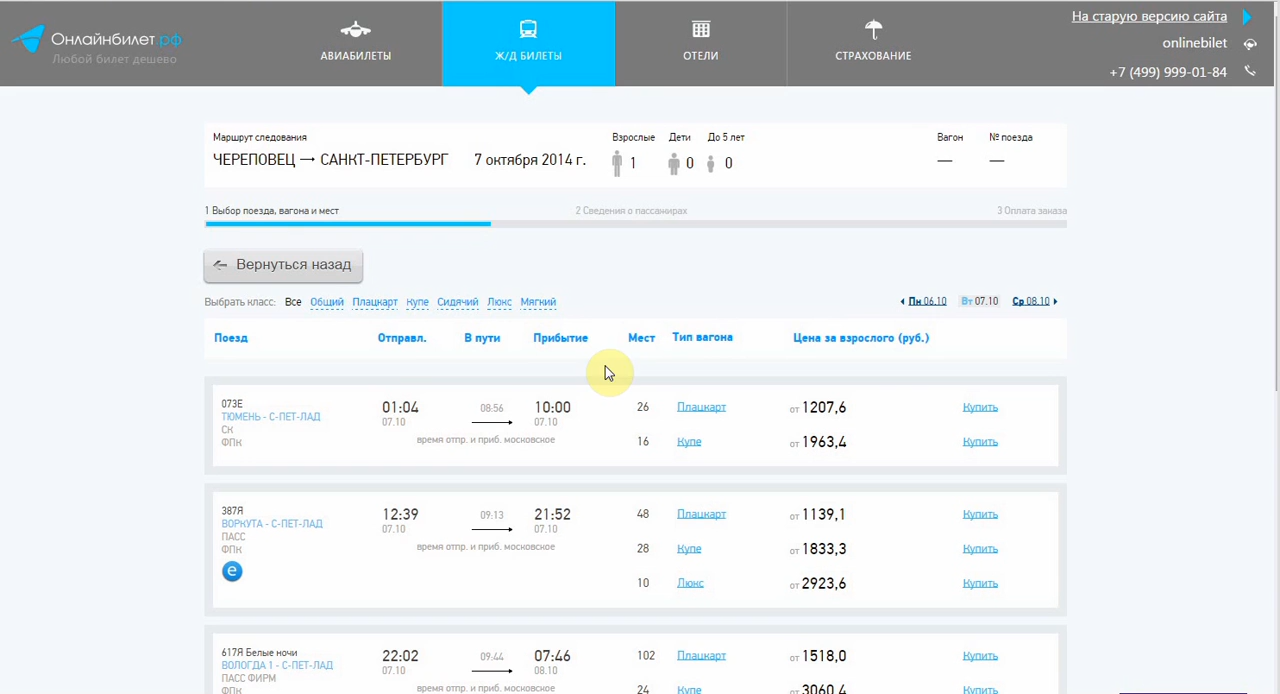 Онлайнбилет.рф
Любой билет дешево
АВИАБИЛЕТЫ
Ж/Д БИЛЕТЫ
ОТЕЛИ
СТРАХОВАНИЕ
На старую версию сайта
onlinebilet
+7 (499) 999-01-84
Маршрут следования Взрослые Дети До 5 лет Вагон № поезда
ЧЕРЕПОВЕЦ → САНКТ-ПЕТЕРБУРГ 7 октября 2014 г. 1 0 0 — —
1 Выбор поезда, вагона и мест 2 Сведения о пассажирах 3 Оплата заказа
Вернуться назад
Выбрать класс: Все Общий Плацкарт Купе Сидячий Люкс Мягкий Пн 06.10 Вт 07.10 Ср 08.10
Поезд Отправл. В пути Прибытие Мест Тип вагона Цена за взрослого (руб.)
073Е
ТЮМЕНЬ - С-ПЕТ-ЛАД
СК
ФПК
01:04 08:56 10:00 26 Плацкарт от 1207,6 Купить
07.10 07.10
время отпр. и приб. московское
16 Купе от 1963,4 Купить
387Я
ВОРКУТА - С-ПЕТ-ЛАД
ПАСС
ФПК
e
12:39 09:13 21:52 48 Плацкарт от 1139,1 Купить
07.10 07.10
время отпр. и приб. московское
28 Купе от 1833,3 Купить
10 Люкс от 2923,6 Купить
617Я Белые ночи
ВОЛОГДА 1 - С-ПЕТ-ЛАД
ПАСС ФИРМ
ФПК
22:02 09:44 07:46 102 Плацкарт от 1518,0 Купить
07.10 08.10
время отпр. и приб. московское
24 Купе от 3060,4 Купить